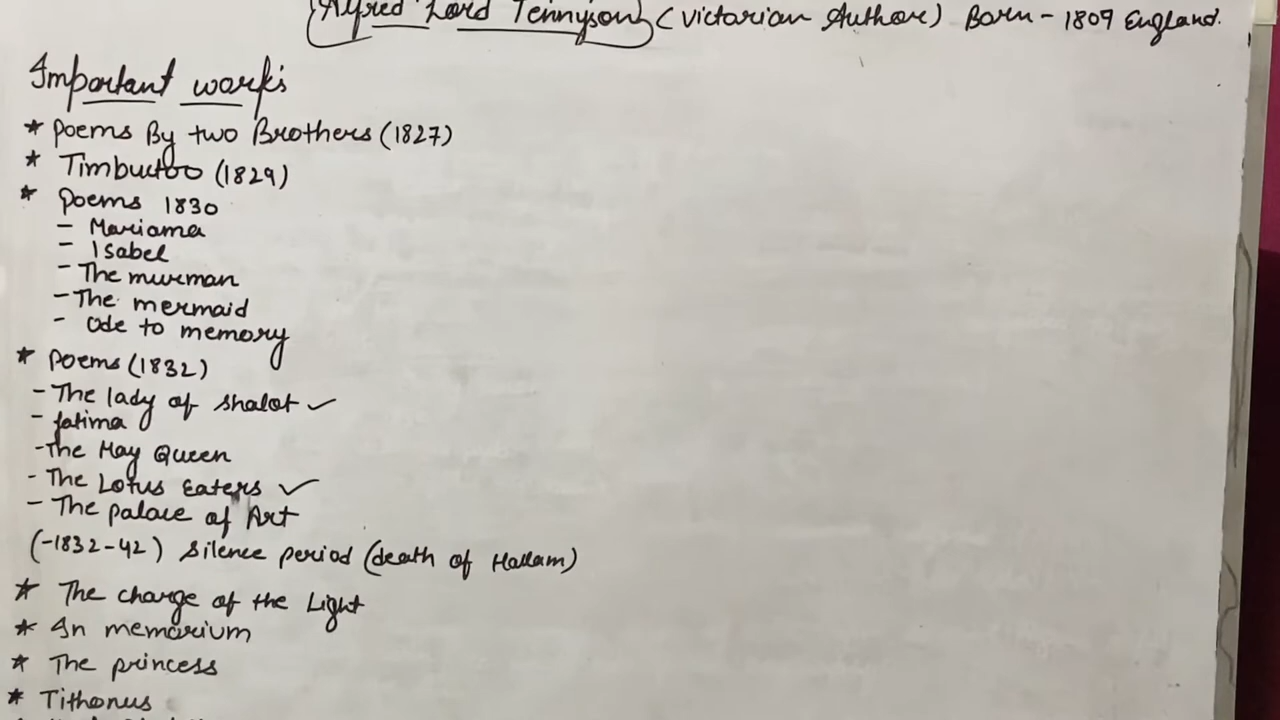 Alfred Lord Tennyson (Victorian Author) Born - 1809 England.
Important works
* Poems By two Brothers (1827)
* Timbuctoo (1829)
* Poems 1830
- Mariama
- Isabel
- The murman
- The mermaid
- Ode to memory
* Poems (1832)
- The lady of shalot ✓
- fatima
- The May Queen
- The Lotus Eaters ✓
- The palace of Art
(-1832-42) Silence period (death of Hallam)
* The charge of the Light
* In memorium
* The princess
* Tithonus